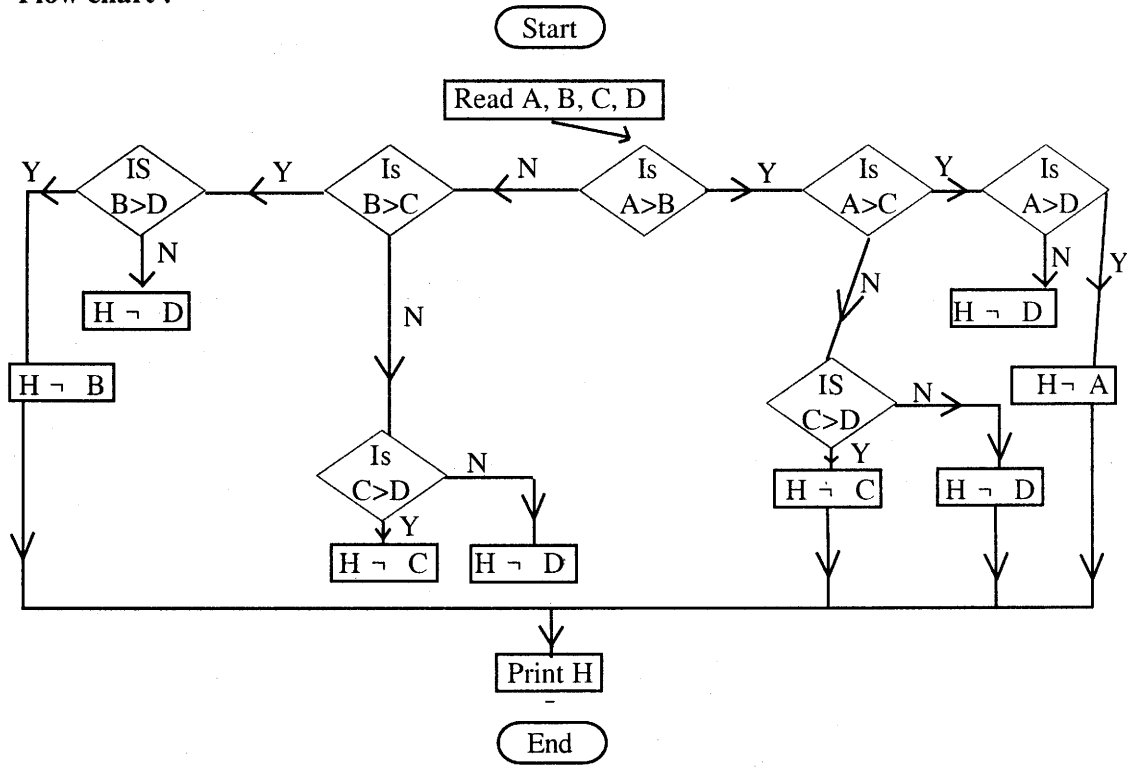 Flow chart :
Start
Read A, B, C, D
Y
IS
B>D
Y
Is
B>C
N
Is
A>B
Y
Is
A>C
Y
Is
A>D
N
H ¬ D
N
N
N
H ¬ D
Y
H ¬ B
IS
C>D
N
H ¬ A
Y
H ¬ C
H ¬ D
Is
C>D
N
Y
H ¬ C
H ¬ D
Print H
End